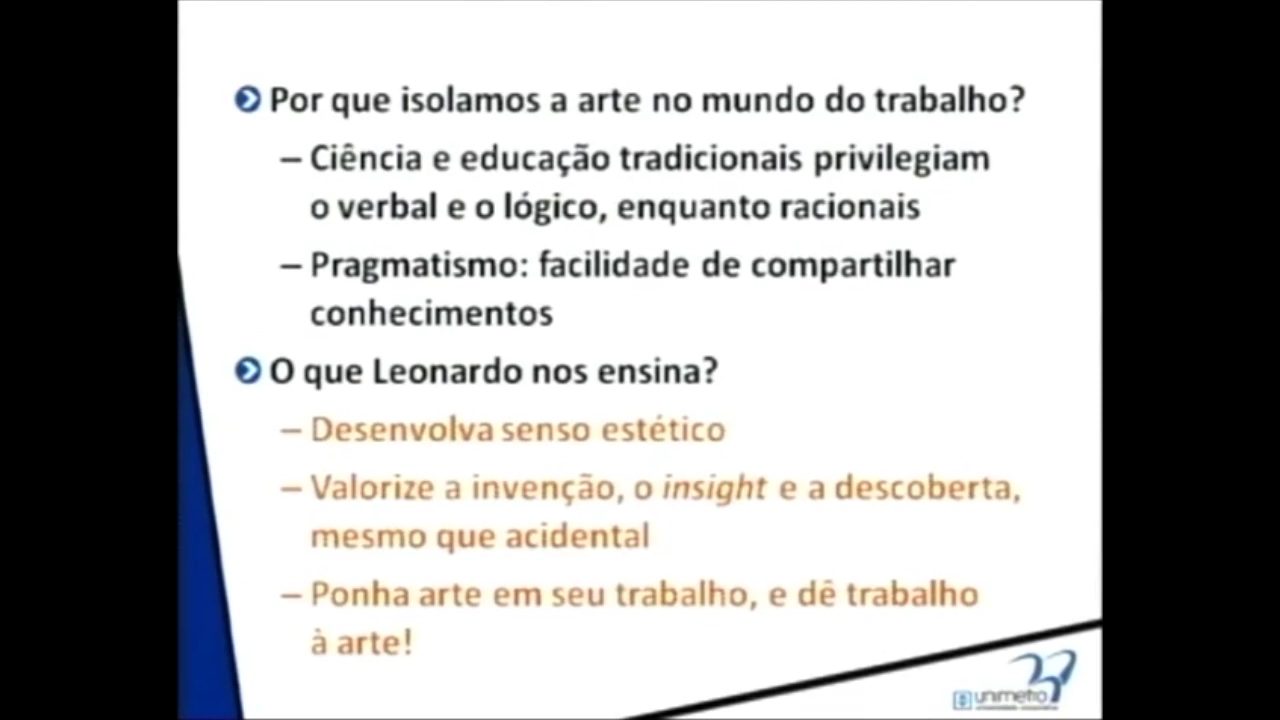 Por que isolamos a arte no mundo do trabalho?
– Ciência e educação tradicionais privilegiam
o verbal e o lógico, enquanto racionais
– Pragmatismo: facilidade de compartilhar
conhecimentos
O que Leonardo nos ensina?
– Desenvolva senso estético
– Valorize a invenção, o insight e a descoberta,
mesmo que acidental
– Ponha arte em seu trabalho, e dê trabalho
à arte!
unimetro